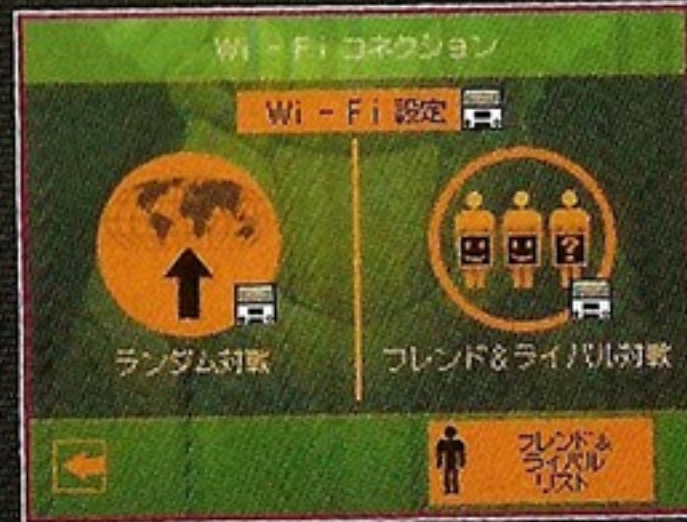 Wi-Fiコネクション
Wi-Fi設定
ランダム対戦
フレンド&ライバル対戦
?
フレンド&
ライバル
リスト